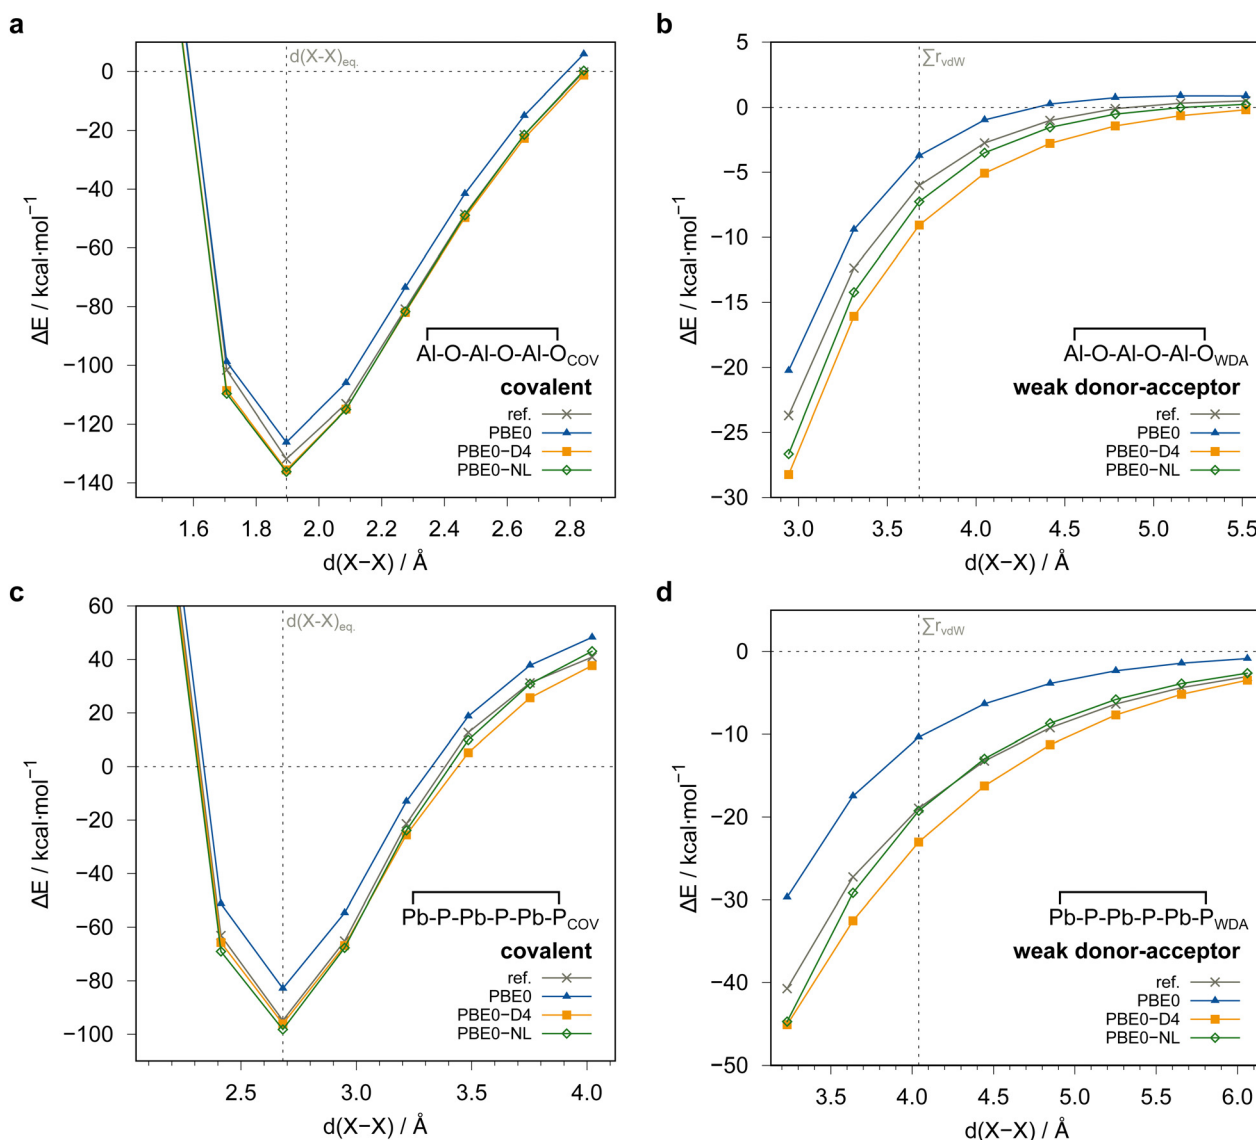 a
d(X-X)eq.
0
−20
−40
−60
−80
−100
−120
−140
ΔE / kcal·mol−1
Al-O-Al-O-Al-OCOV
covalent
ref.
PBE0
PBE0−D4
PBE0−NL
1.6 1.8 2.0 2.2 2.4 2.6 2.8
d(X−X) / Å
b
∑rvdW
5
0
−5
−10
−15
−20
−25
−30
ΔE / kcal·mol−1
Al-O-Al-O-Al-OWDA
weak donor-acceptor
ref.
PBE0
PBE0−D4
PBE0−NL
3.0 3.5 4.0 4.5 5.0 5.5
d(X−X) / Å
c
d(X-X)eq.
60
40
20
0
−20
−40
−60
−80
−100
ΔE / kcal·mol−1
Pb-P-Pb-P-Pb-PCOV
covalent
ref.
PBE0
PBE0−D4
PBE0−NL
2.5 3.0 3.5 4.0
d(X−X) / Å
d
∑rvdW
0
−10
−20
−30
−40
−50
ΔE / kcal·mol−1
Pb-P-Pb-P-Pb-PWDA
weak donor-acceptor
ref.
PBE0
PBE0−D4
PBE0−NL
3.5 4.0 4.5 5.0 5.5 6.0
d(X−X) / Å